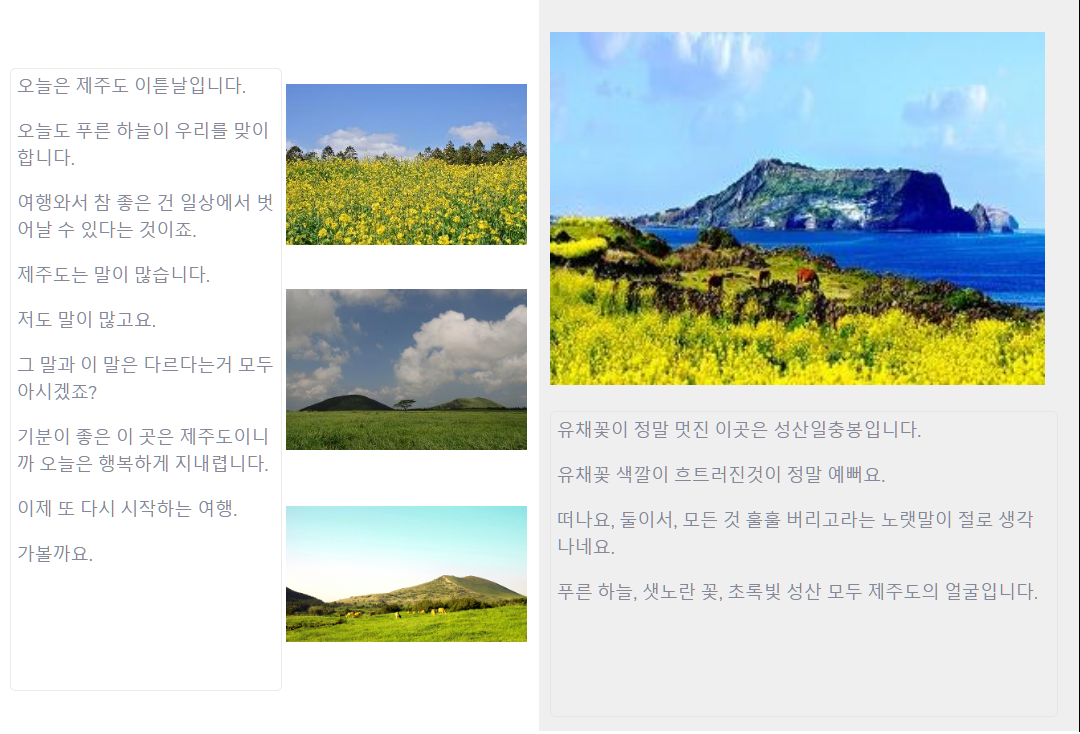 오늘은 제주도 이튿날입니다.
오늘도 푸른 하늘이 우리를 맞이
합니다.
여행와서 참 좋은 건 일상에서 벗
어날 수 있다는 것이죠.
제주도는 말이 많습니다.
저도 말이 많고요.
그 말과 이 말은 다르다는거 모두
아시겠죠?
기분이 좋은 이 곳은 제주도이니
까 오늘은 행복하게 지내렵니다.
이제 또 다시 시작하는 여행.
가볼까요.
유채꽃이 정말 멋진 이곳은 성산일충봉입니다.
유채꽃 색깔이 흐트러진것이 정말 예뻐요.
떠나요, 둘이서, 모든 것 훌훌 버리고라는 노랫말이 절로 생각
나네요.
푸른 하늘, 샛노란 꽃, 초록빛 성산 모두 제주도의 얼굴입니다.